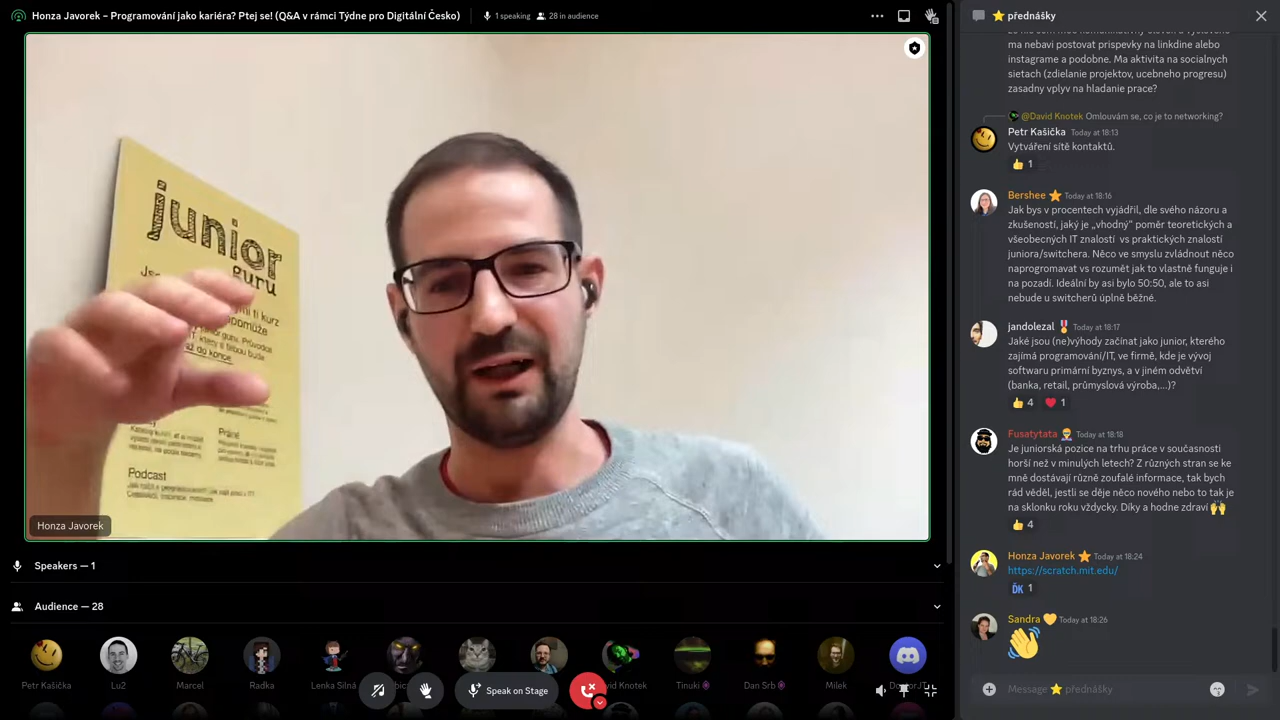 Honza Javorek – Programování jako kariéra? Ptej se! (Q&A v rámci Týdne pro Digitální Česko)
1 speaking
28 in audience
junior
guru
Podcast
Honza Javorek
Speakers — 1
Audience — 28
Petr Kašička
Lu2
Marcel
Radka
Lenka Silná
vid Knotek
Tinuki
Dan Srb
Milek
Speak on Stage
přednášky
ma nebavi postovat prispevky na linkdine alebo
instagrame a podobne. Ma aktivita na socialnych
sietach (zdielanie projektov, ucebneho progresu)
zasadny vplyv na hladanie prace?
@David Knotek Omlouvám se, co je to networking?
Petr Kašička Today at 18:13
Vytváření sítě kontaktů.
1
Bershee Today at 18:16
Jak bys v procentech vyjádřil, dle svého názoru a
zkušeností, jaký je „vhodný" poměr teoretických a
všeobecných IT znalostí vs praktických znalostí
juniora/switchera. Něco ve smyslu zvládnout něco
naprogramovat vs rozumět jak to vlastně funguje i
na pozadí. Ideální by asi bylo 50:50, ale to asi
nebude u switcherů úplně běžné.
jandolezal Today at 18:17
Jaké jsou (ne)výhody začínat jako junior, kterého
zajímá programování/IT, ve firmě, kde je vývoj
softwaru primární byznys, a v jiném odvětví
(banka, retail, průmyslová výroba,...)?
4 1
Fusatytata Today at 18:18
Je juniorská pozice na trhu práce v současnosti
horší než v minulých letech? Z různých stran se ke
mně dostávají různě zoufalé informace, tak bych
rád věděl, jestli se děje něco nového nebo to tak je
na sklonku roku vždycky. Díky a hodne zdraví
4
Honza Javorek Today at 18:24
https://scratch.mit.edu/
ĎK 1
Sandra Today at 18:26
Message přednášky